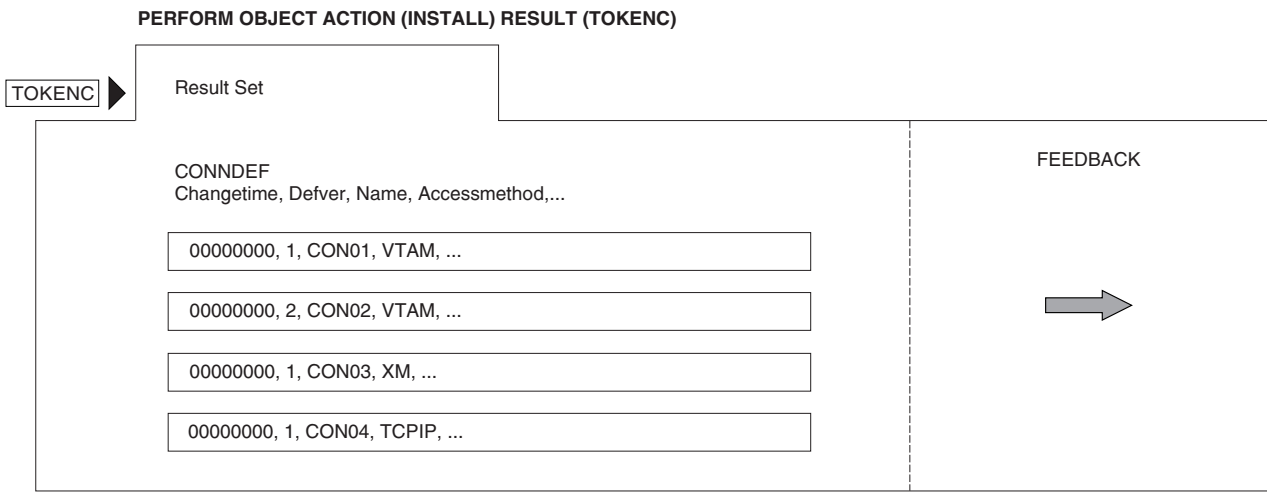 PERFORM OBJECT ACTION (INSTALL) RESULT (TOKENC)
TOKENC
Result Set
CONNDEF
Changetime, Defver, Name, Accessmethod,...
00000000, 1, CON01, VTAM, ...
00000000, 2, CON02, VTAM, ...
00000000, 1, CON03, XM, ...
00000000, 1, CON04, TCPIP, ...
FEEDBACK